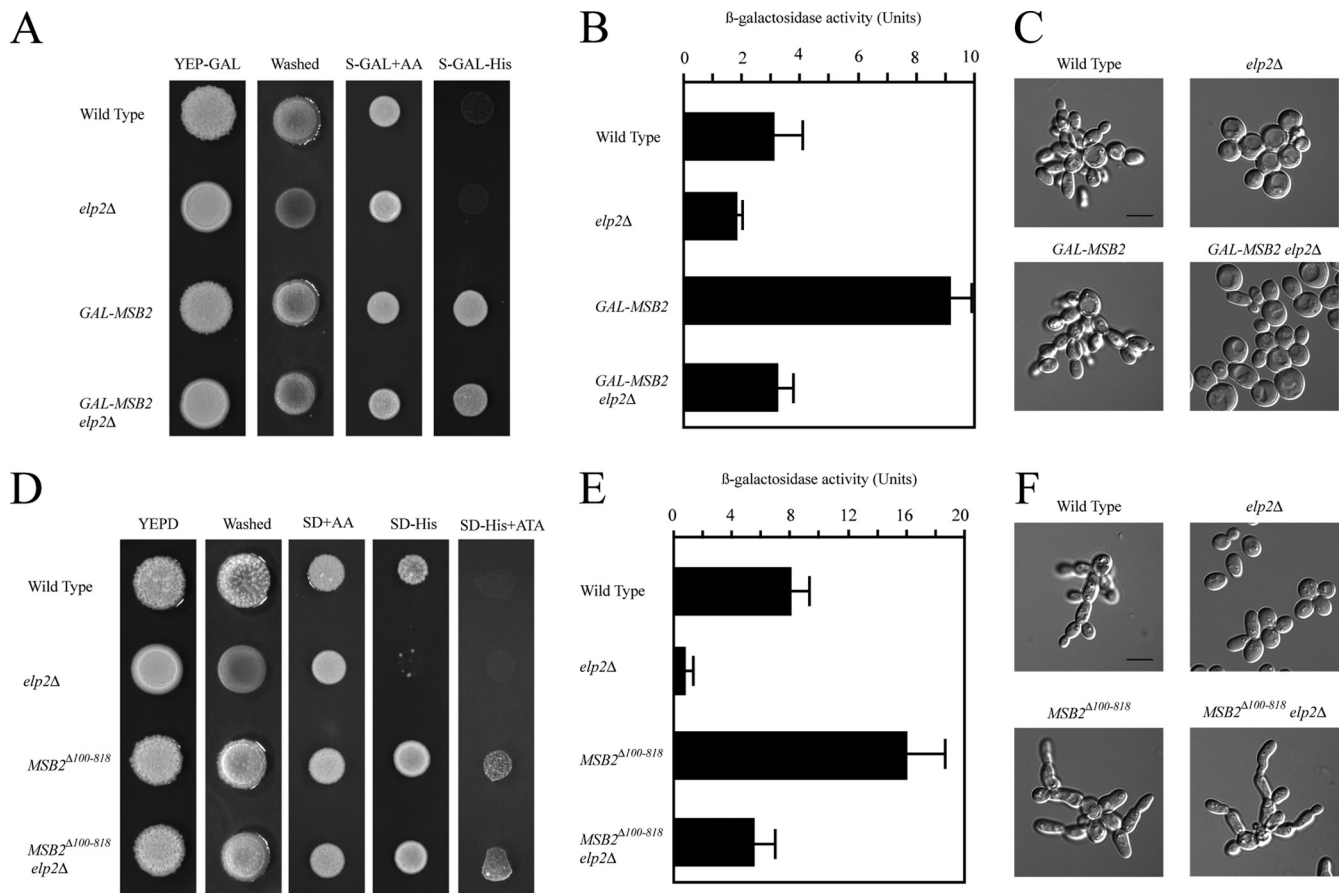 A
YEP-GAL Washed S-GAL+AA S-GAL-His
Wild Type
elp2Δ
GAL-MSB2
GAL-MSB2
elp2Δ
B
ß-galactosidase activity (Units)
0 2 4 6 8 10
Wild Type
elp2Δ
GAL-MSB2
GAL-MSB2
elp2Δ
C
Wild Type elp2Δ
GAL-MSB2 GAL-MSB2 elp2Δ
D
YEPD Washed SD+AA SD-His SD-His+ATA
Wild Type
elp2Δ
MSB2Δ100-818
MSB2Δ100-818
elp2Δ
E
ß-galactosidase activity (Units)
0 4 8 12 16 20
Wild Type
elp2Δ
MSB2Δ100-818
MSB2Δ100-818
elp2Δ
F
Wild Type elp2Δ
MSB2Δ100-818 MSB2Δ100-818 elp2Δ